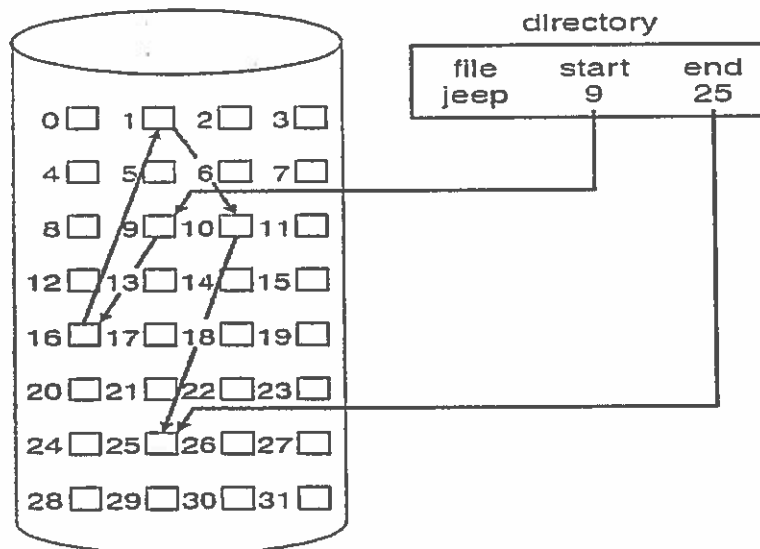 directory
file start end
jeep 9 25
0 1 2 3
4 5 6 7
8 9 10 11
12 13 14 15
16 17 18 19
20 21 22 23
24 25 26 27
28 29 30 31